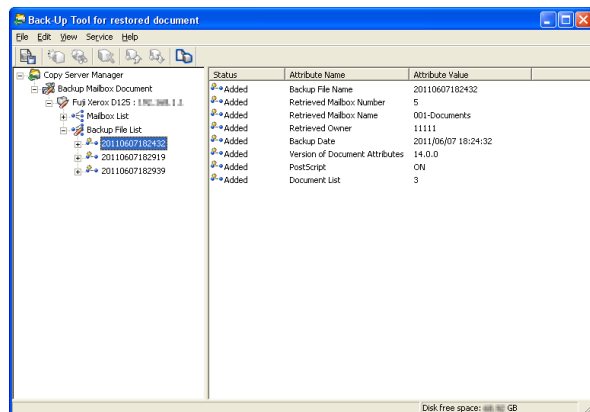 Back-Up Tool for restored document
File Edit View Service Help
Copy Server Manager
Backup Mailbox Document
Fuji Xerox D125 :
Mailbox List
Backup File List
20110607182432
20110607182919
20110607182939
Status Attribute Name Attribute Value
Added Backup File Name 20110607182432
Added Retrieved Mailbox Number 5
Added Retrieved Mailbox Name 001-Documents
Added Retrieved Owner 11111
Added Backup Date 2011/06/07 18:24:32
Added Version of Document Attributes 14.0.0
Added PostScript ON
Added Document List 3
Disk free space: GB